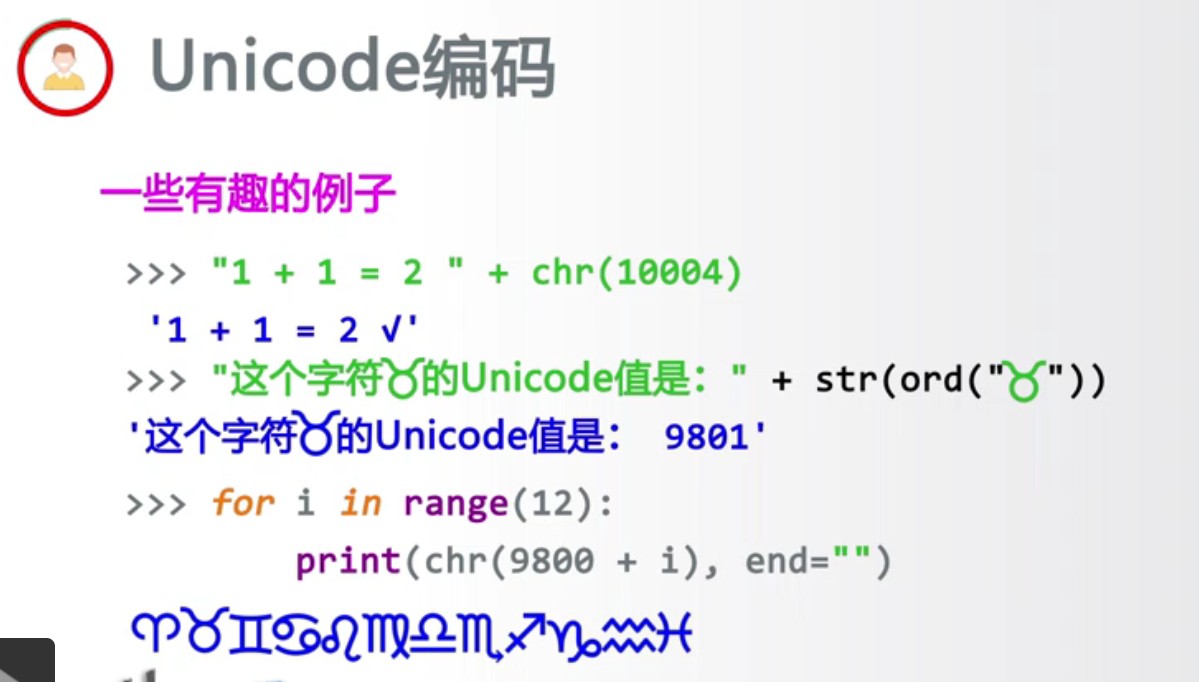 Unicode编码
一些有趣的例子
>>> "1 + 1 = 2 " + chr(10004)
'1 + 1 = 2 √'
>>> "这个字符♉的Unicode值是：" + str(ord("♉"))
'这个字符♉的Unicode值是： 9801'
>>> for i in range(12):
print(chr(9800 + i), end="")
♈♉♊♋♌♍♎♏♐♑♒♓